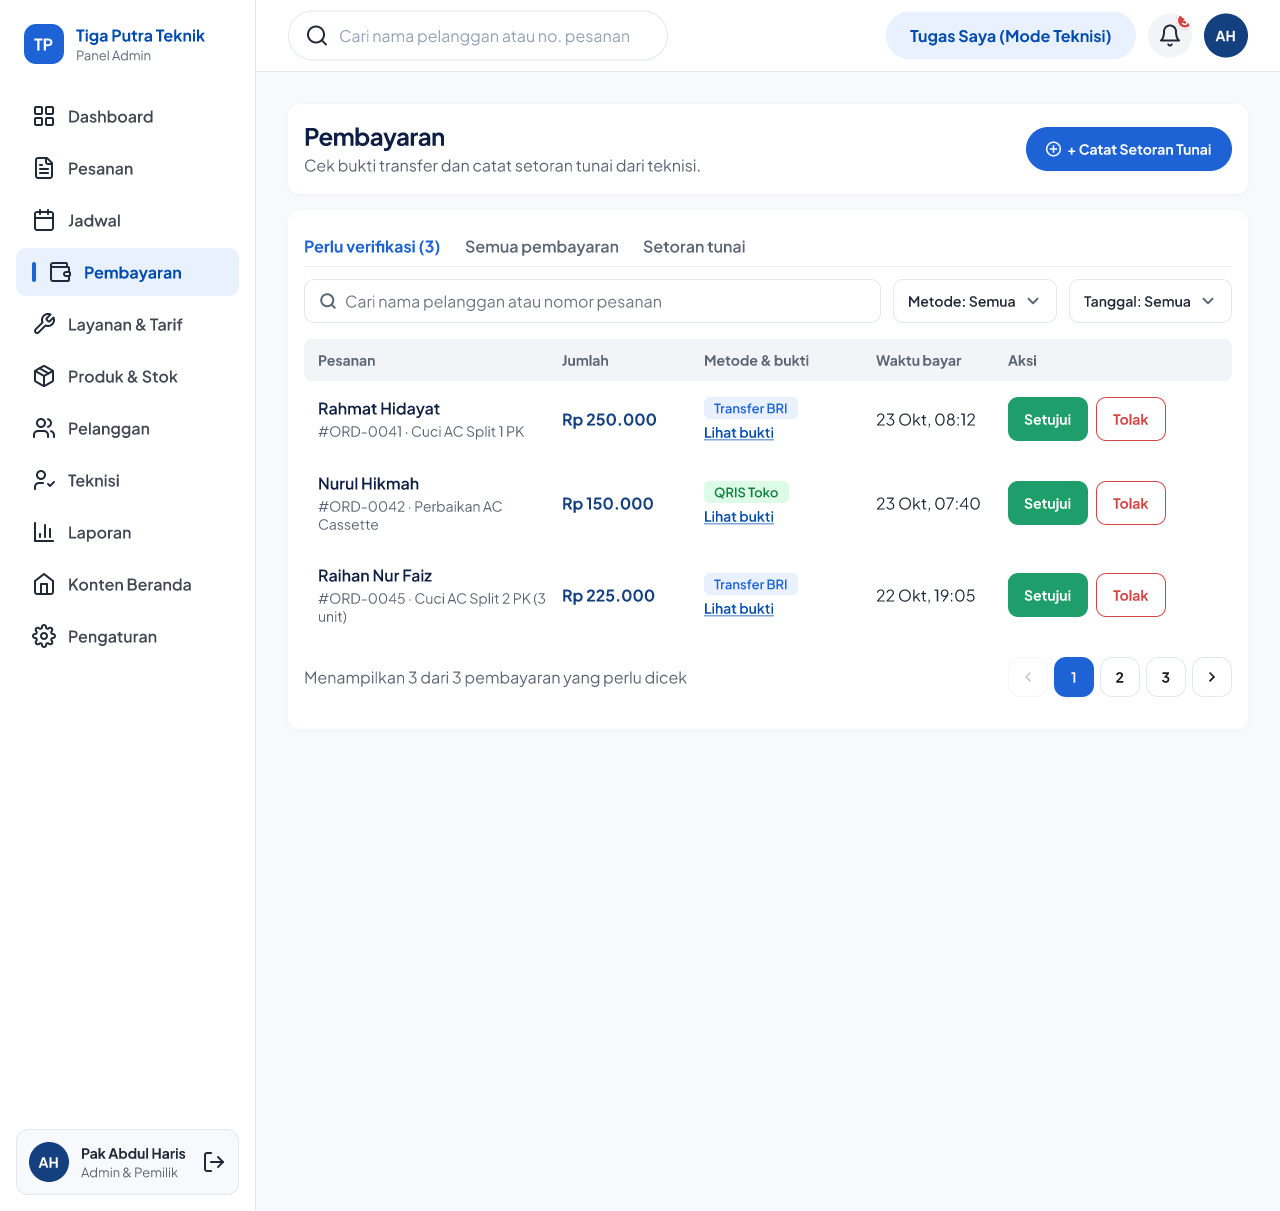 TP
Tiga Putra Teknik
Panel Admin
Dashboard
Pesanan
Jadwal
Pembayaran
Layanan & Tarif
Produk & Stok
Pelanggan
Teknisi
Laporan
Konten Beranda
Pengaturan
AH
Pak Abdul Haris
Admin & Pemilik
Cari nama pelanggan atau no. pesanan
Tugas Saya (Mode Teknisi)
AH
Pembayaran
Cek bukti transfer dan catat setoran tunai dari teknisi.
+ Catat Setoran Tunai
Perlu verifikasi (3)
Semua pembayaran
Setoran tunai
Cari nama pelanggan atau nomor pesanan
Metode: Semua
Tanggal: Semua
Pesanan
Jumlah
Metode & bukti
Waktu bayar
Aksi
Rahmat Hidayat
#ORD-0041 · Cuci AC Split 1 PK
Rp 250.000
Transfer BRI
Lihat bukti
23 Okt, 08:12
Setujui
Tolak
Nurul Hikmah
#ORD-0042 · Perbaikan AC
Cassette
Rp 150.000
QRIS Toko
Lihat bukti
23 Okt, 07:40
Setujui
Tolak
Raihan Nur Faiz
#ORD-0045 · Cuci AC Split 2 PK (3
unit)
Rp 225.000
Transfer BRI
Lihat bukti
22 Okt, 19:05
Setujui
Tolak
Menampilkan 3 dari 3 pembayaran yang perlu dicek
1
2
3